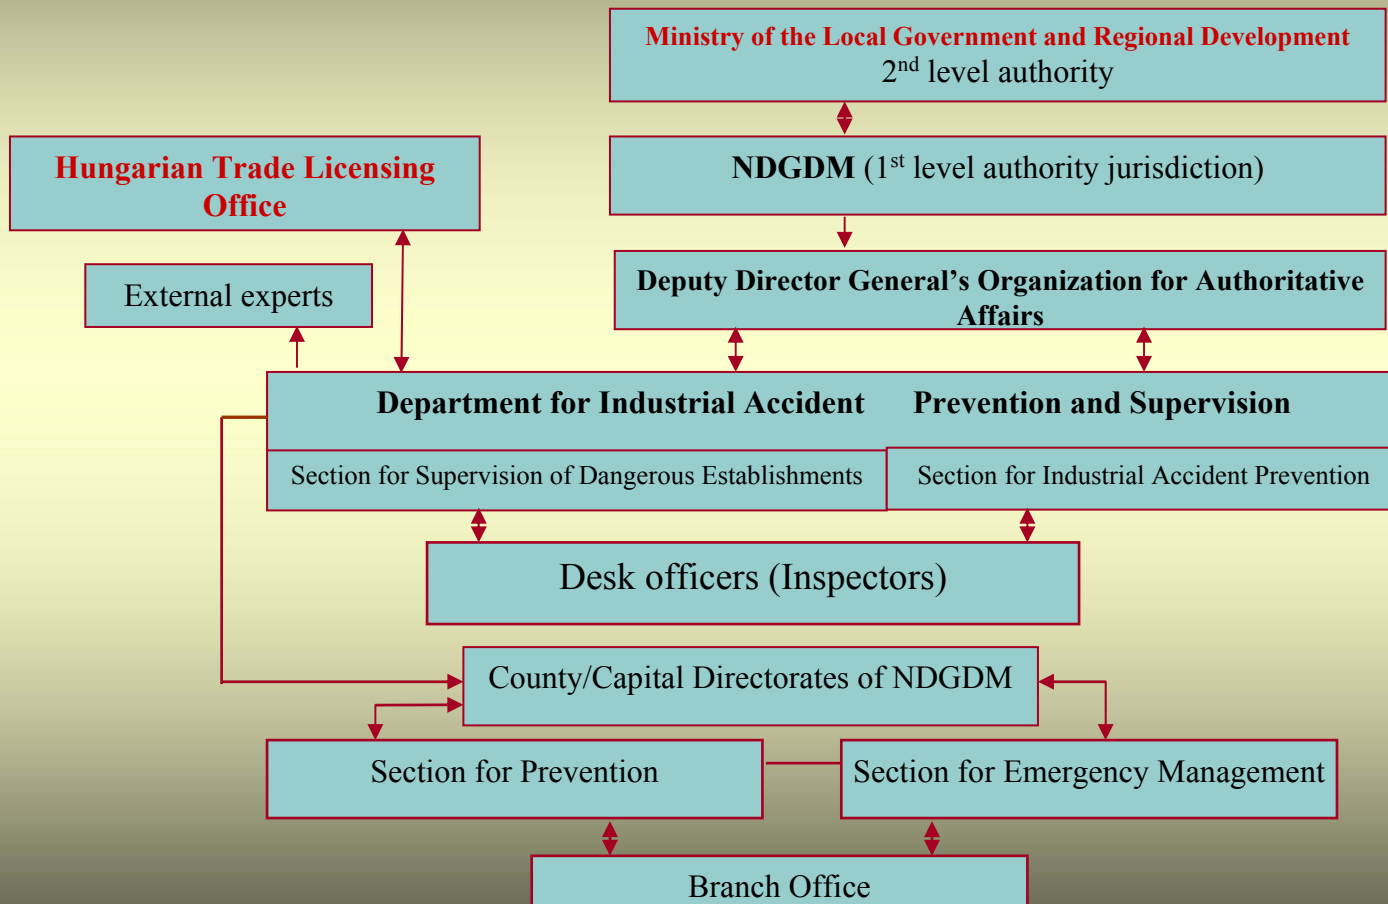 Ministry of the Local Government and Regional Development
2nd level authority
Hungarian Trade Licensing
Office
NDGDM (1st level authority jurisdiction)
External experts
Deputy Director General’s Organization for Authoritative
Affairs
Department for Industrial Accident Prevention and Supervision
Section for Supervision of Dangerous Establishments
Section for Industrial Accident Prevention
Desk officers (Inspectors)
County/Capital Directorates of NDGDM
Section for Prevention
Section for Emergency Management
Branch Office